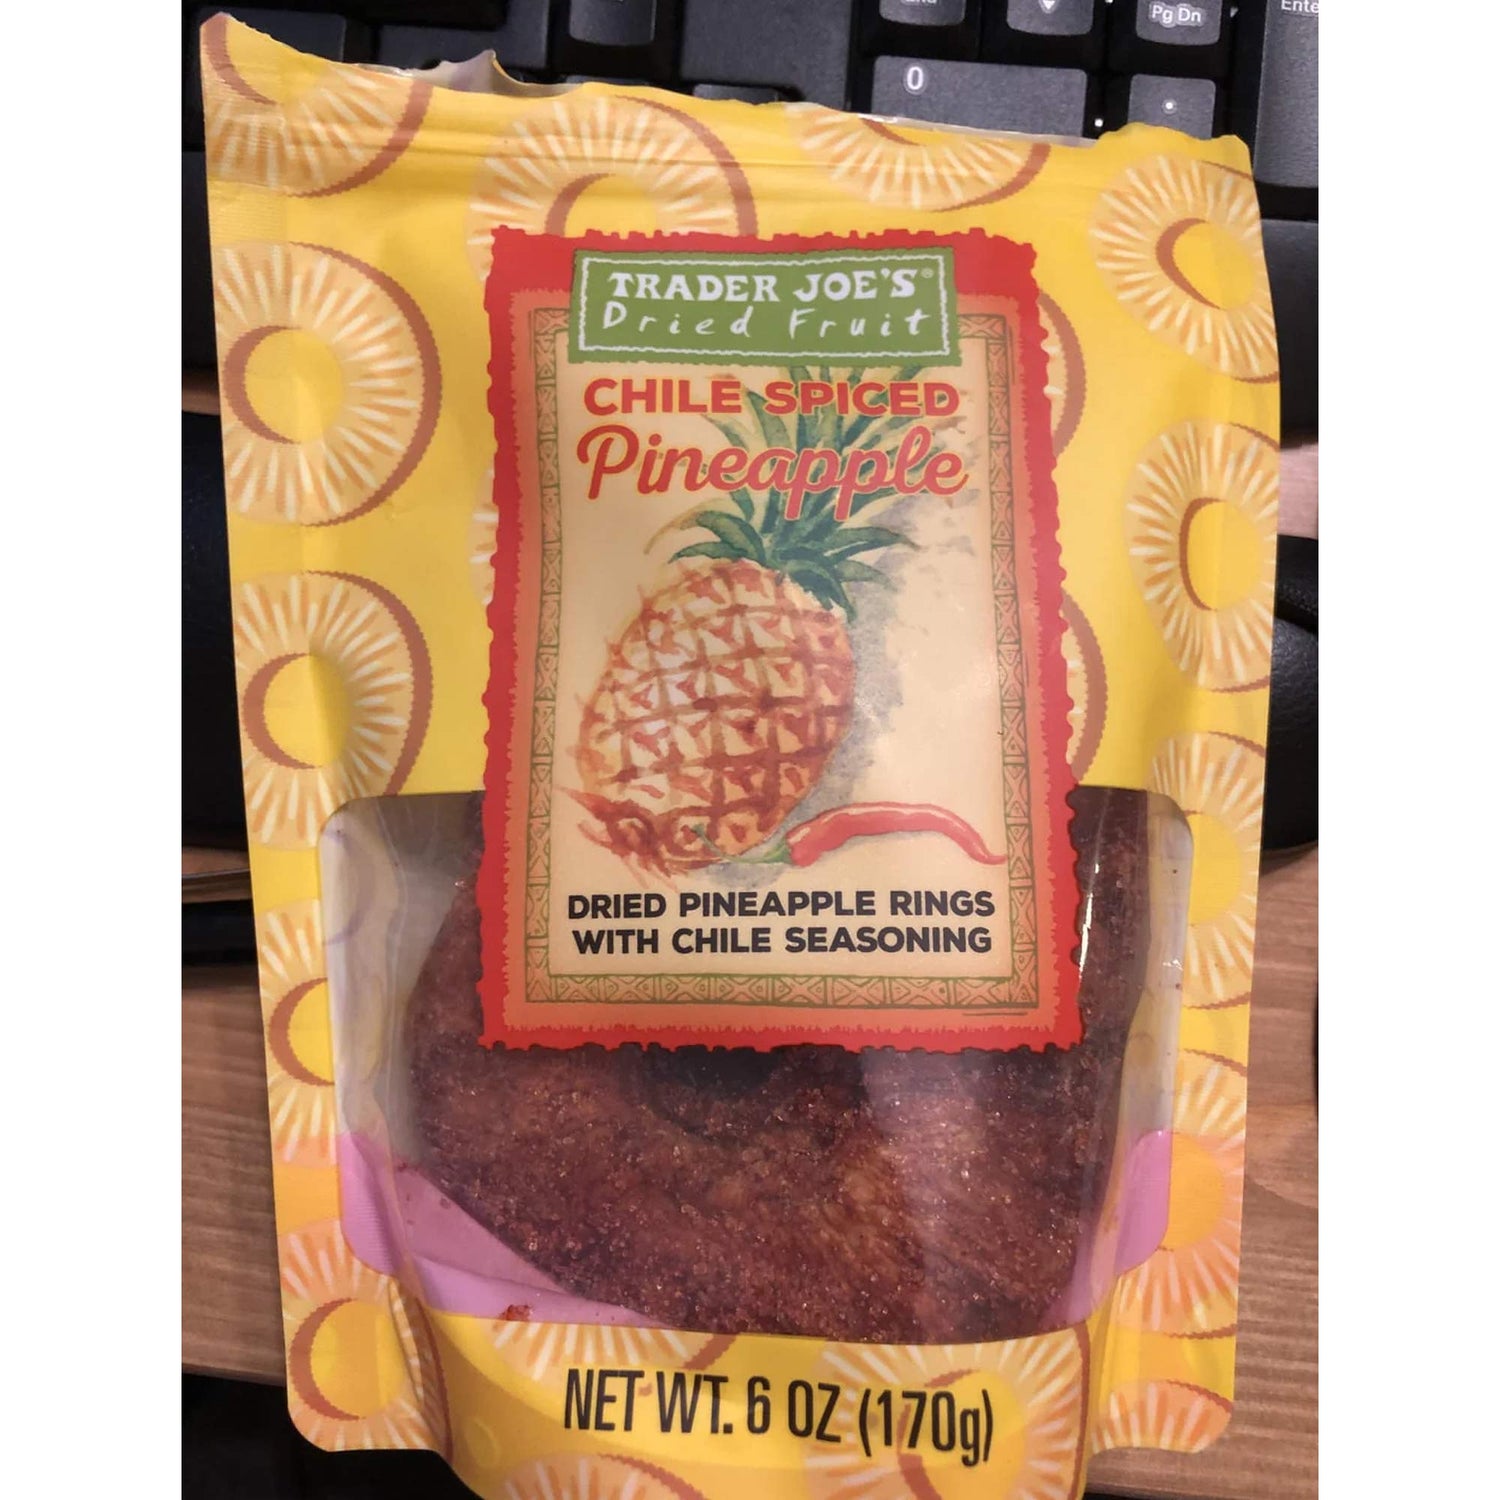 Pg Dn
Ente
0
TRADER JOE'S®
Dried Fruit
CHILE SPICED
Pineapple
DRIED PINEAPPLE RINGS
WITH CHILE SEASONING
NET WT. 6 OZ (170g)